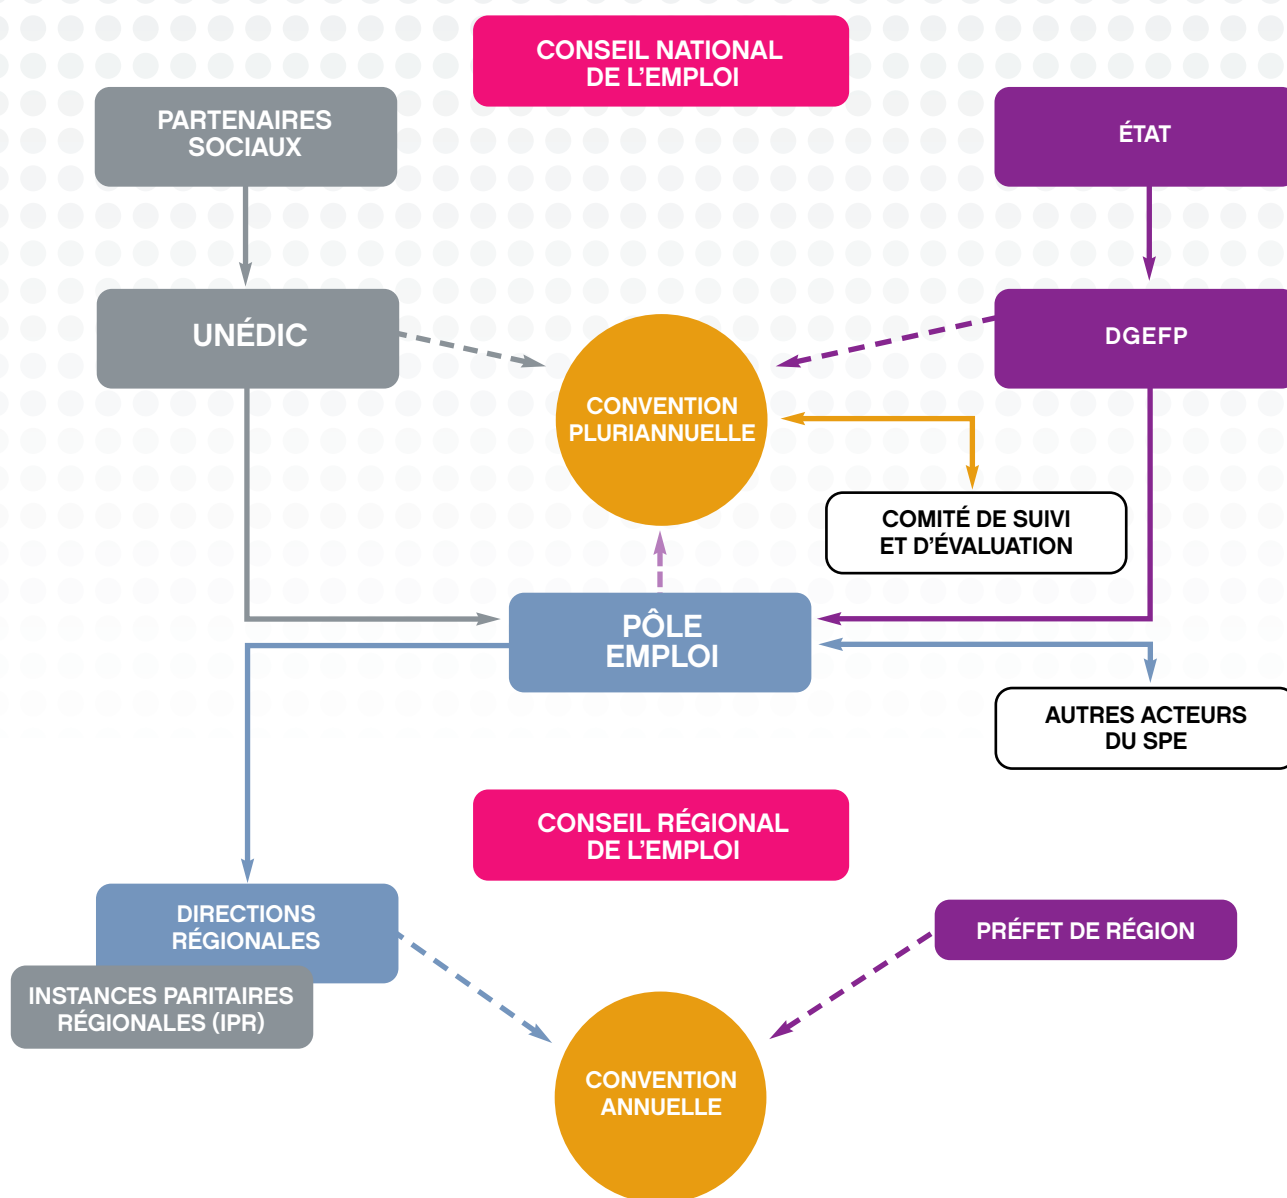 CONSEIL NATIONAL
DE L’EMPLOI
PARTENAIRES
SOCIAUX
ÉTAT
UNÉDIC
DGEFP
CONVENTION
PLURIANNUELLE
COMITÉ DE SUIVI
ET D’ÉVALUATION
PÔLE
EMPLOI
AUTRES ACTEURS
DU SPE
CONSEIL RÉGIONAL
DE L’EMPLOI
DIRECTIONS
RÉGIONALES
PRÉFET DE RÉGION
INSTANCES PARITAIRES
RÉGIONALES (IPR)
CONVENTION
ANNUELLE